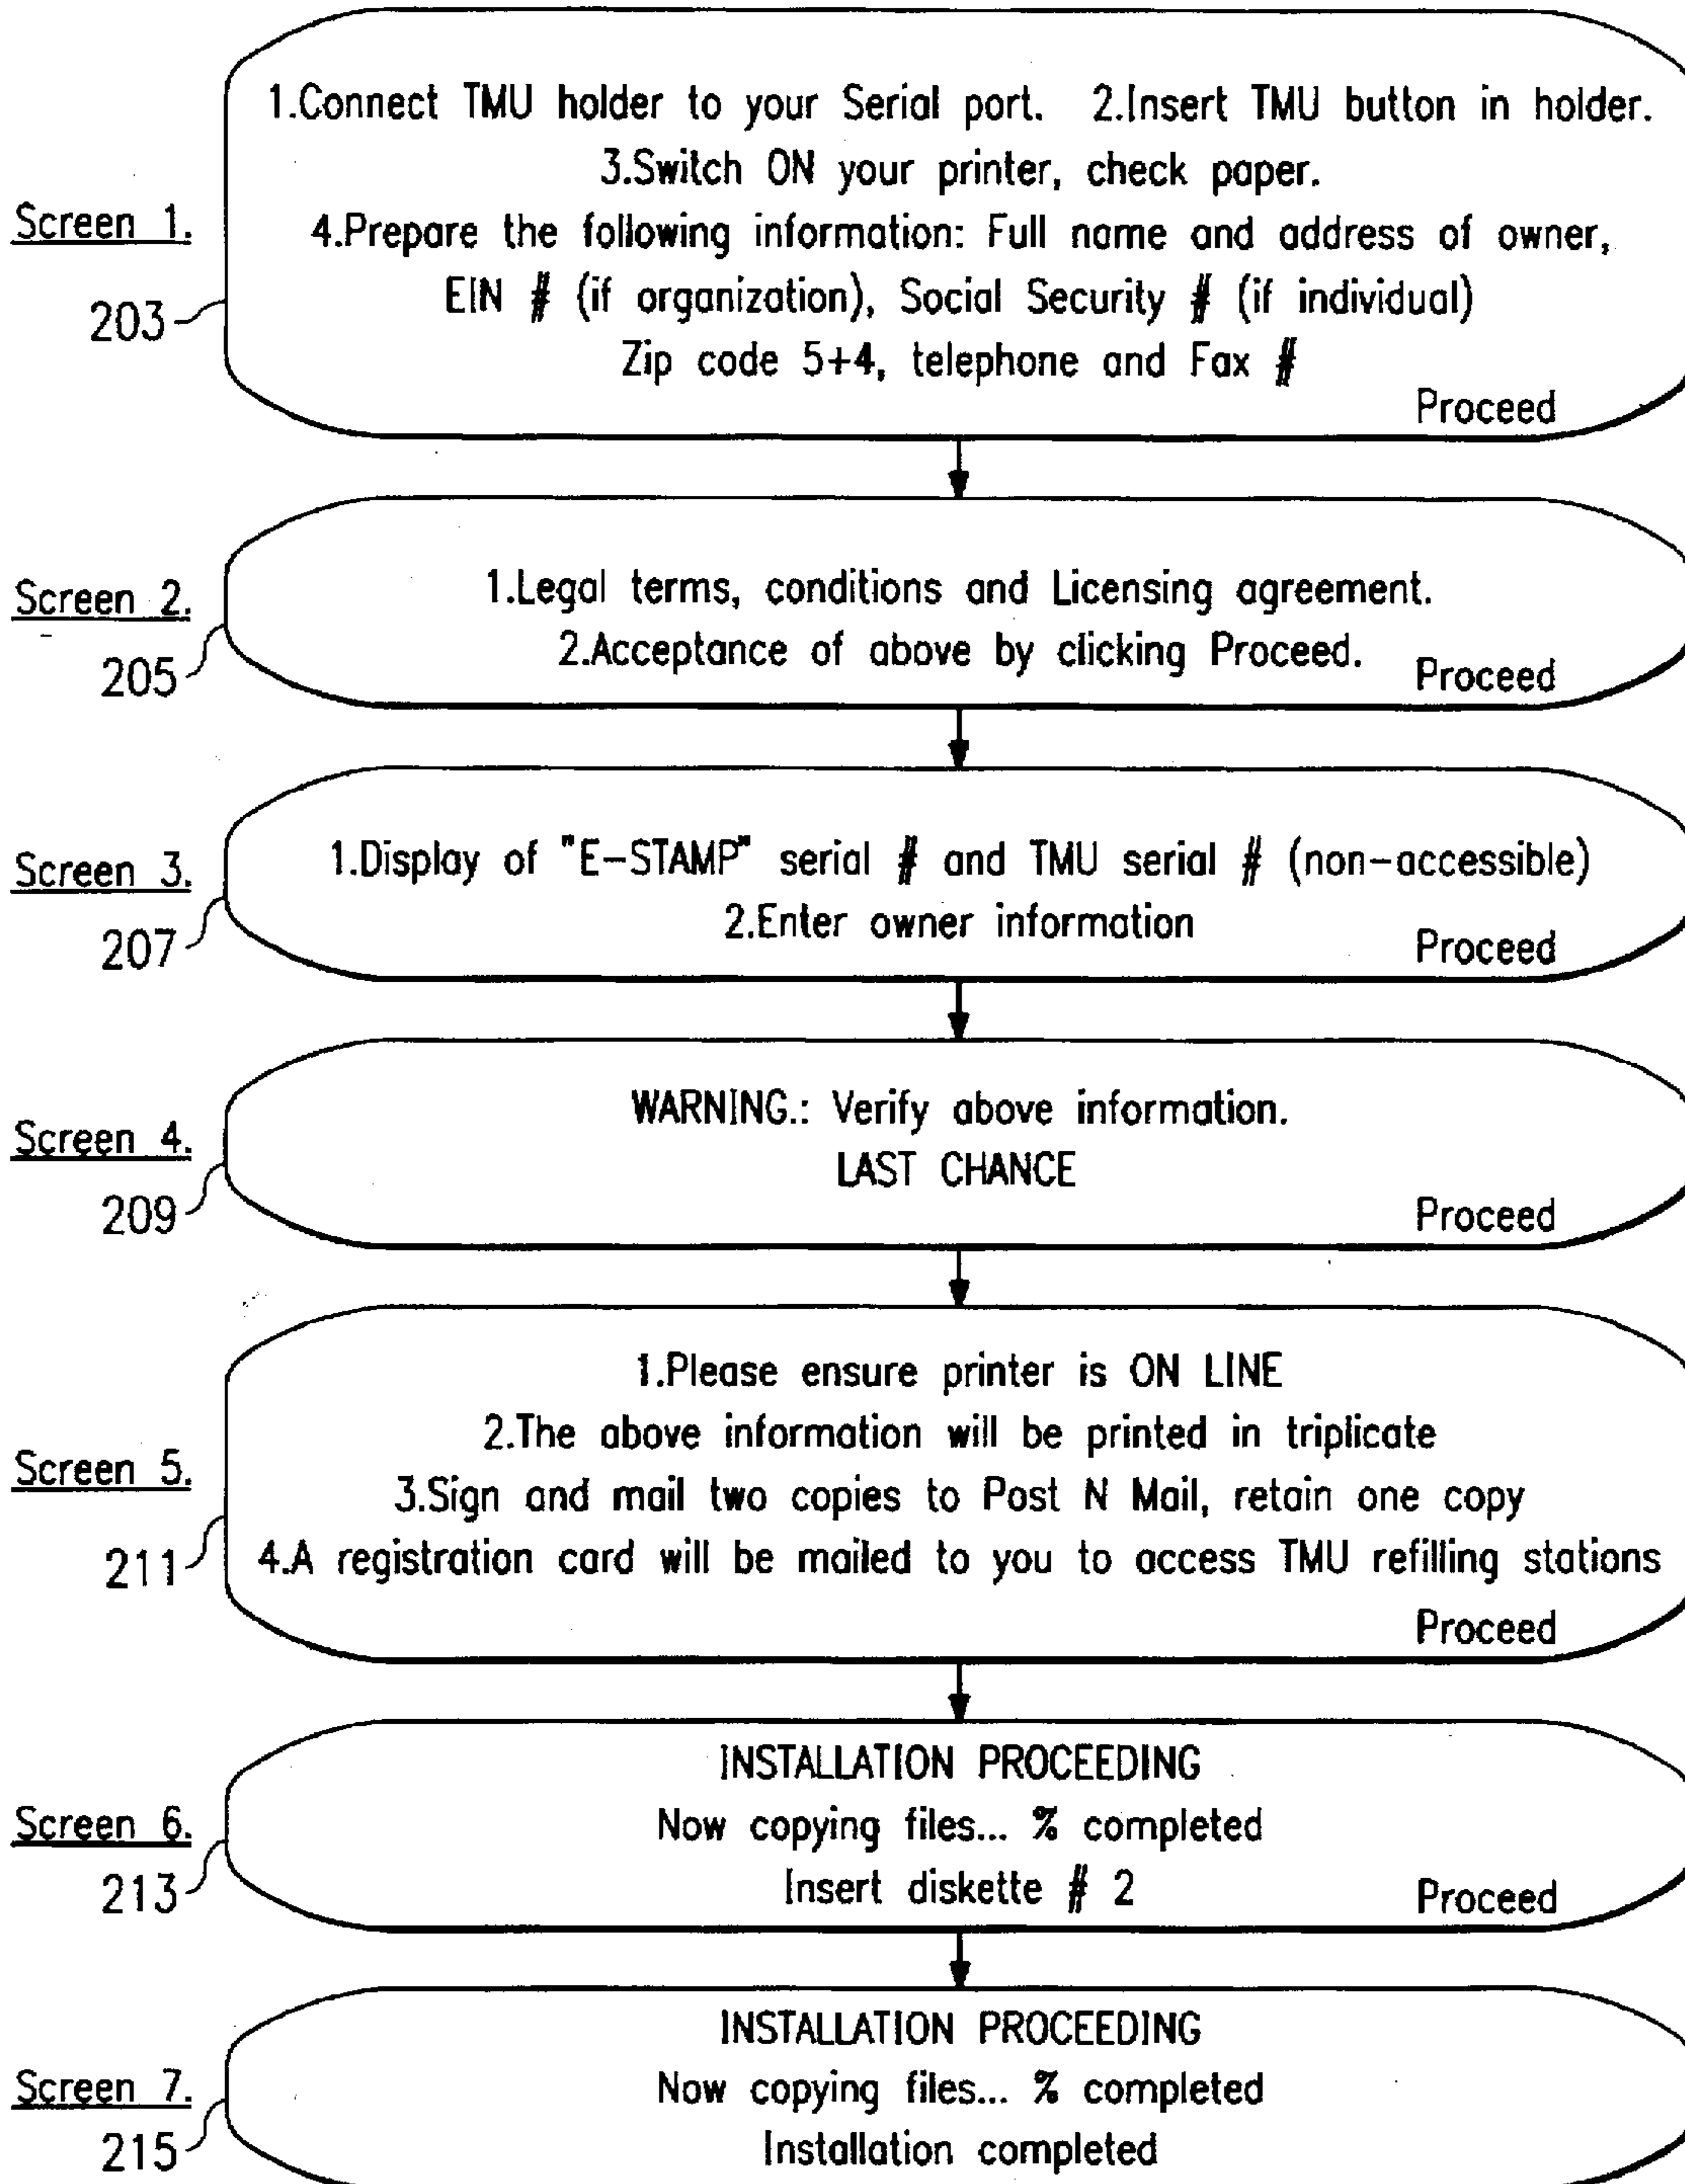 1.Connect TMU holder to your Serial port. 2.Insert TMU button in holder.
3.Switch ON your printer, check paper.
Screen 1.
4.Prepare the following information: Full name and address of owner,
EIN # (if organization), Social Security # (if individual)
203
Zip code 5+4, telephone and Fax #
Proceed
Screen 2.
1.Legal terms, conditions and Licensing agreement.
2.Acceptance of above by clicking Proceed.
Proceed
205
Screen 3.
1.Display of "E-STAMP" serial # and TMU serial # (non-accessible)
2.Enter owner information
Proceed
207
WARNING.: Verify above information.
Screen 4.
LAST CHANCE
209
Proceed
1.Please ensure printer is ON LINE
2.The above information will be printed in triplicate
Screen 5.
3.Sign and mail two copies to Post N Mail, retain one copy
211
4.A registration card will be mailed to you to access TMU refilling stations
Proceed
INSTALLATION PROCEEDING
Screen 6.
Now copying files... % completed
213
Insert diskette # 2
Proceed
INSTALLATION PROCEEDING
Screen 7.
Now copying files... % completed
215
Installation completed